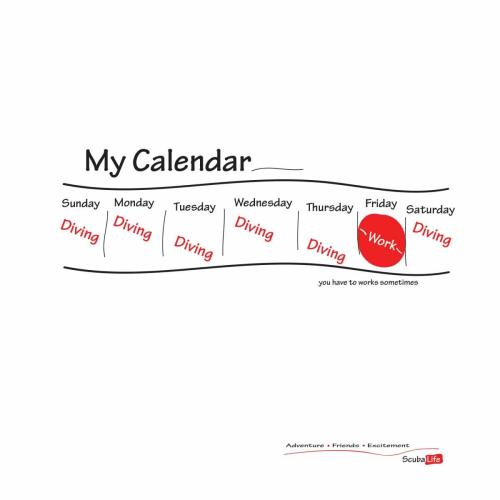 My Calendar
Sunday Monday Tuesday Wednesday Thursday Friday Saturday
Diving Diving Diving Diving Diving Work Diving
you have to works sometimes
Adventure • Friends • Excitement
ScubaLife